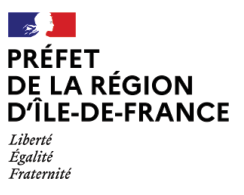 PRÉFET
DE LA RÉGION
D'ÎLE-DE-FRANCE
Liberté
Égalité
Fraternité